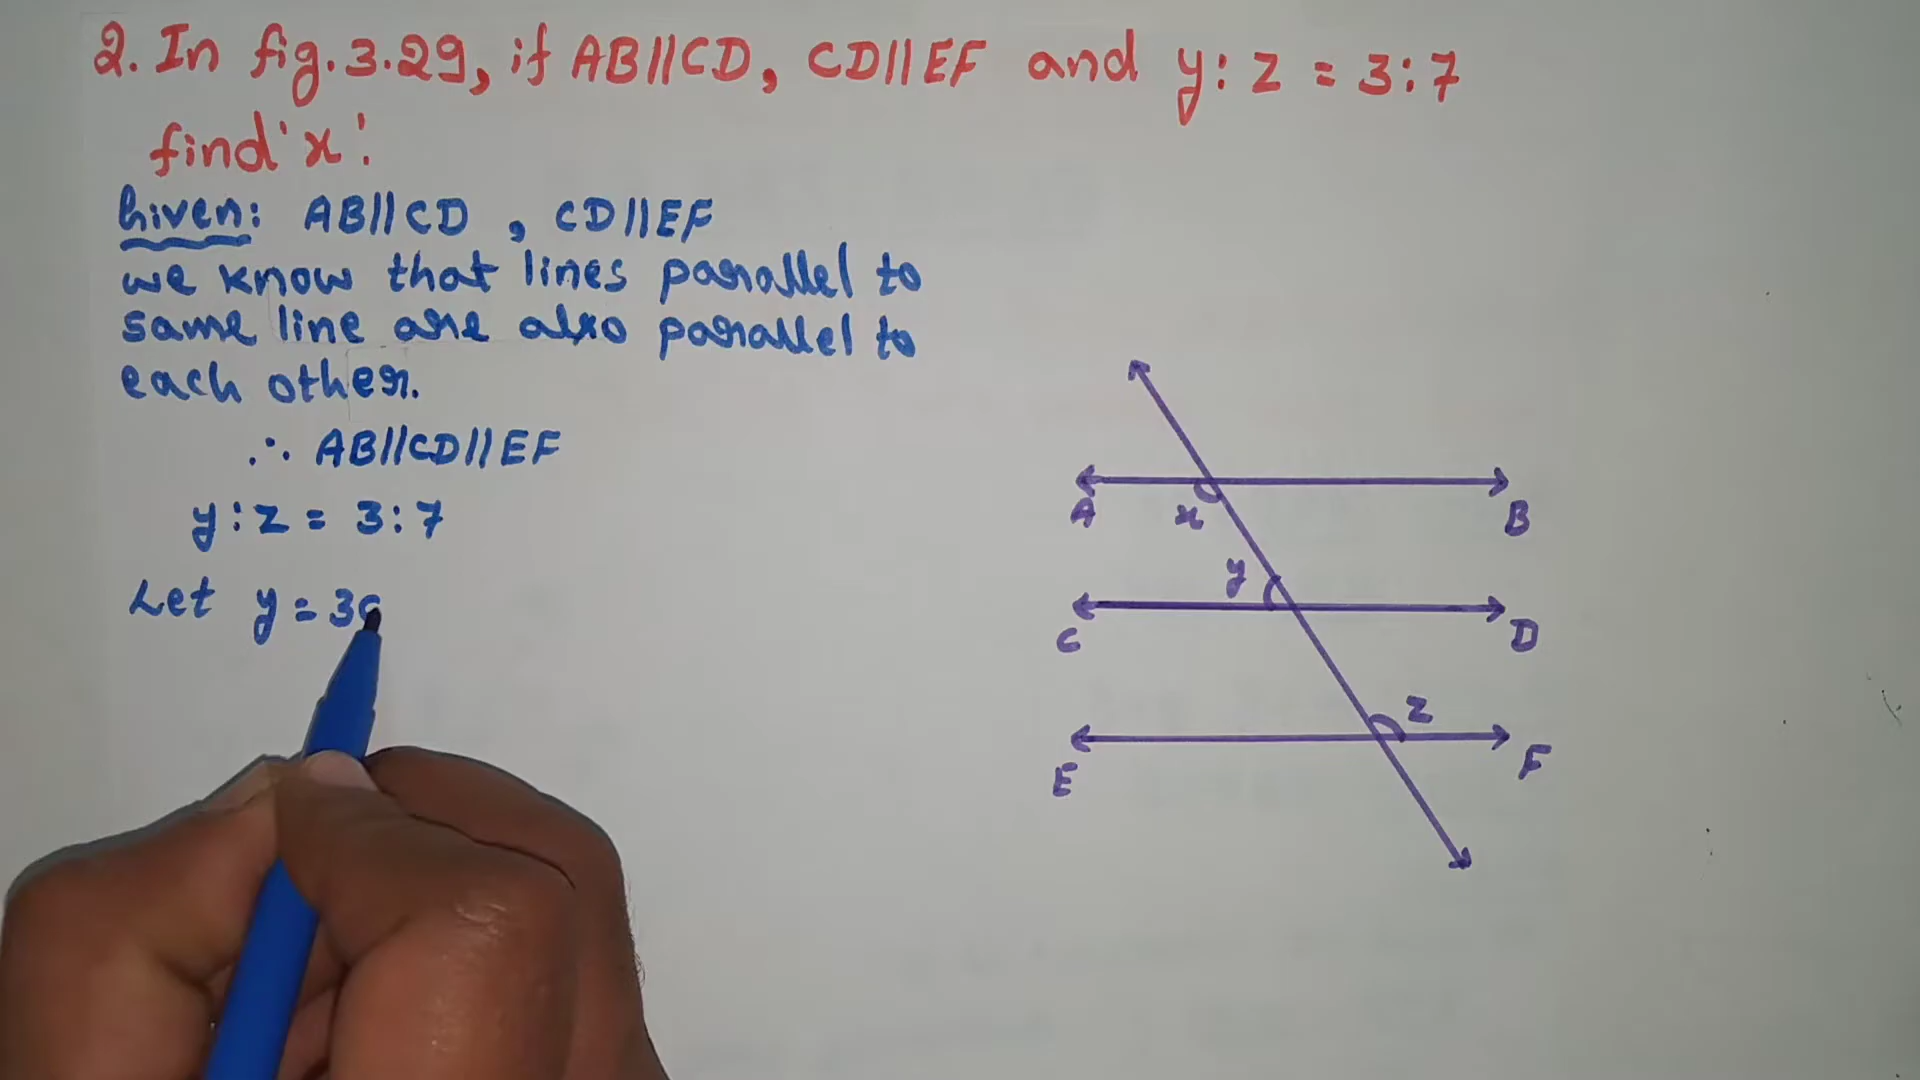 2. In fig.3.29, if AB||CD, CD||EF and y:z = 3:7
find 'x'.
Given: AB||CD, CD||EF
we know that lines parallel to
same line are also parallel to
each other.
∴ AB||CD||EF
y:z = 3:7
Let y = 3
A
B
x
y
C
D
z
E
F